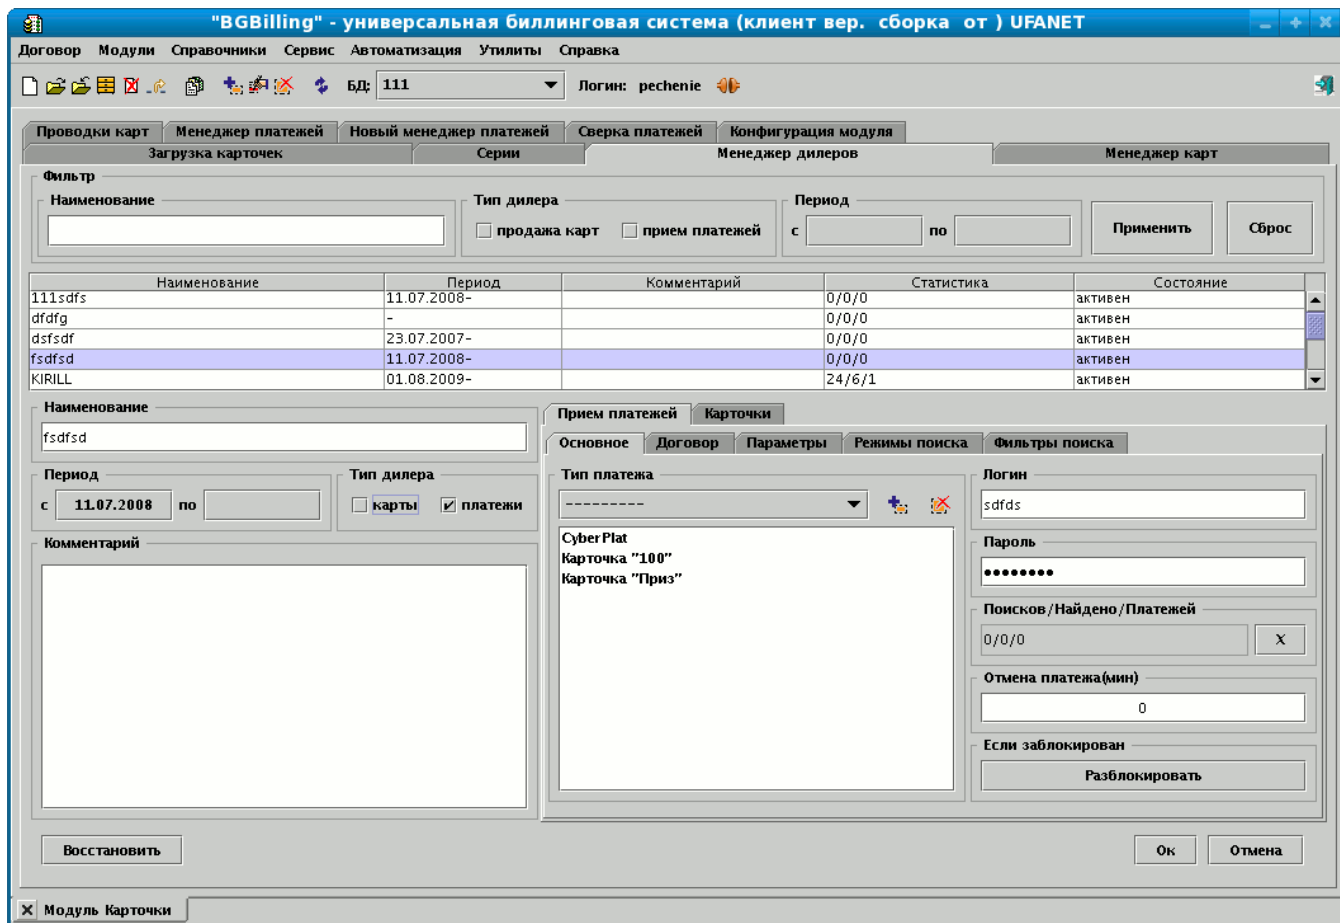 "BGBilling" - универсальная биллинговая система (клиент вер.  сборка  от ) UFANET
Договор Модули Справочники Сервис Автоматизация Утилиты Справка
БД: 111 Логин: pechenie
Проводки карт Менеджер платежей Новый менеджер платежей Сверка платежей Конфигурация модуля
Загрузка карточек Серии Менеджер дилеров Менеджер карт
Фильтр
Наименование Тип дилера Период
продажа карт прием платежей с по Применить Сброс
Наименование Период Комментарий Статистика Состояние
111sdfs 11.07.2008- 0/0/0 активен
dfdfg - 0/0/0 активен
dsfsdf 23.07.2007- 0/0/0 активен
fsdfsd 11.07.2008- 0/0/0 активен
KIRILL 01.08.2009- 24/6/1 активен
Наименование
fsdfsd
Период Тип дилера
с 11.07.2008 по карты платежи
Комментарий
Прием платежей Карточки
Основное Договор Параметры Режимы поиска Фильтры поиска
Тип платежа
---------
CyberPlat
Карточка "100"
Карточка "Приз"
Логин
sdfds
Пароль
••••••••
Поисков/Найдено/Платежей
0/0/0 X
Отмена платежа(мин)
0
Если заблокирован
Разблокировать
Восстановить Ок Отмена
Модуль Карточки